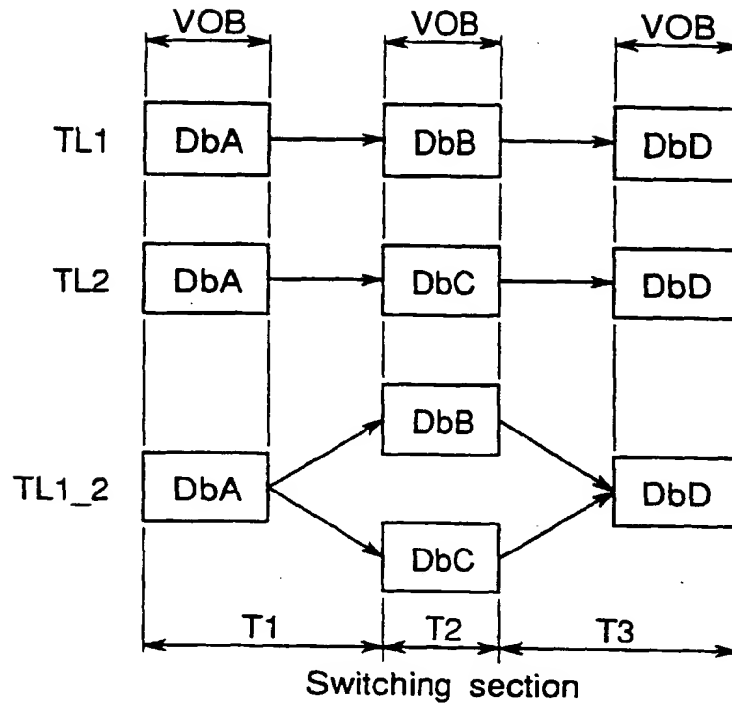 VOB VOB VOB
TL1 DbA DbB DbD
TL2 DbA DbC DbD
DbB
TL1_2 DbA DbD
DbC
T1 T2 T3
Switching section